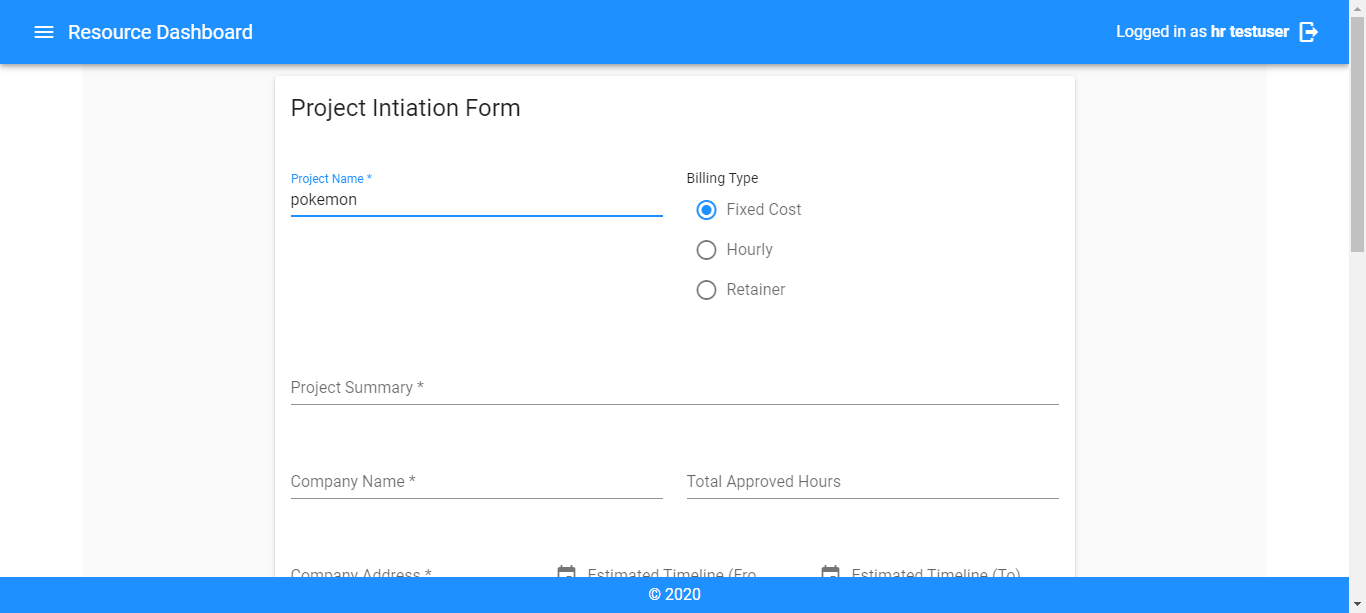 Resource Dashboard
Logged in as hr testuser
Project Intiation Form
Project Name *
pokemon
Billing Type
Fixed Cost
Hourly
Retainer
Project Summary *
Company Name *
Total Approved Hours
Company Address *
Estimated Timeline (Fro
Estimated Timeline (To)
© 2020